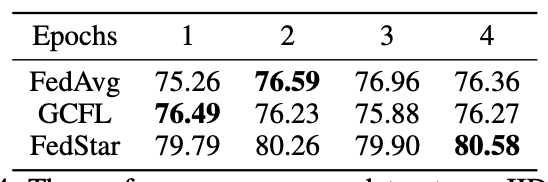 Epochs 1 2 3 4
FedAvg 75.26 76.59 76.96 76.36
GCFL 76.49 76.23 75.88 76.27
FedStar 79.79 80.26 79.90 80.58